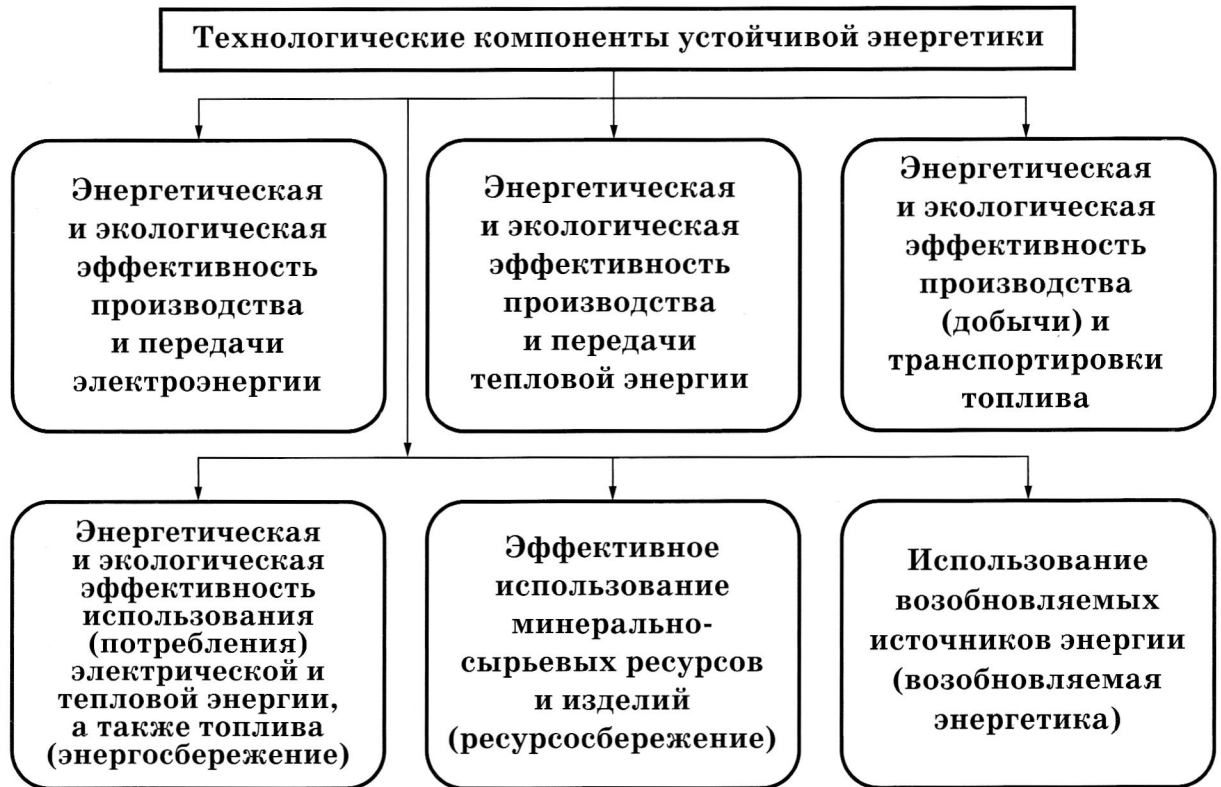 Технологические компоненты устойчивой энергетики
Энергетическая
и экологическая
эффективность
производства
и передачи
электроэнергии
Энергетическая
и экологическая
эффективность
производства
и передачи
тепловой энергии
Энергетическая
и экологическая
эффективность
производства
(добычи) и
транспортировки
топлива
Энергетическая
и экологическая
эффективность
использования
(потребления)
электрической и
тепловой энергии,
а также топлива
(энергосбережение)
Эффективное
использование
минерально-
сырьевых ресурсов
и изделий
(ресурсосбережение)
Использование
возобновляемых
источников энергии
(возобновляемая
энергетика)